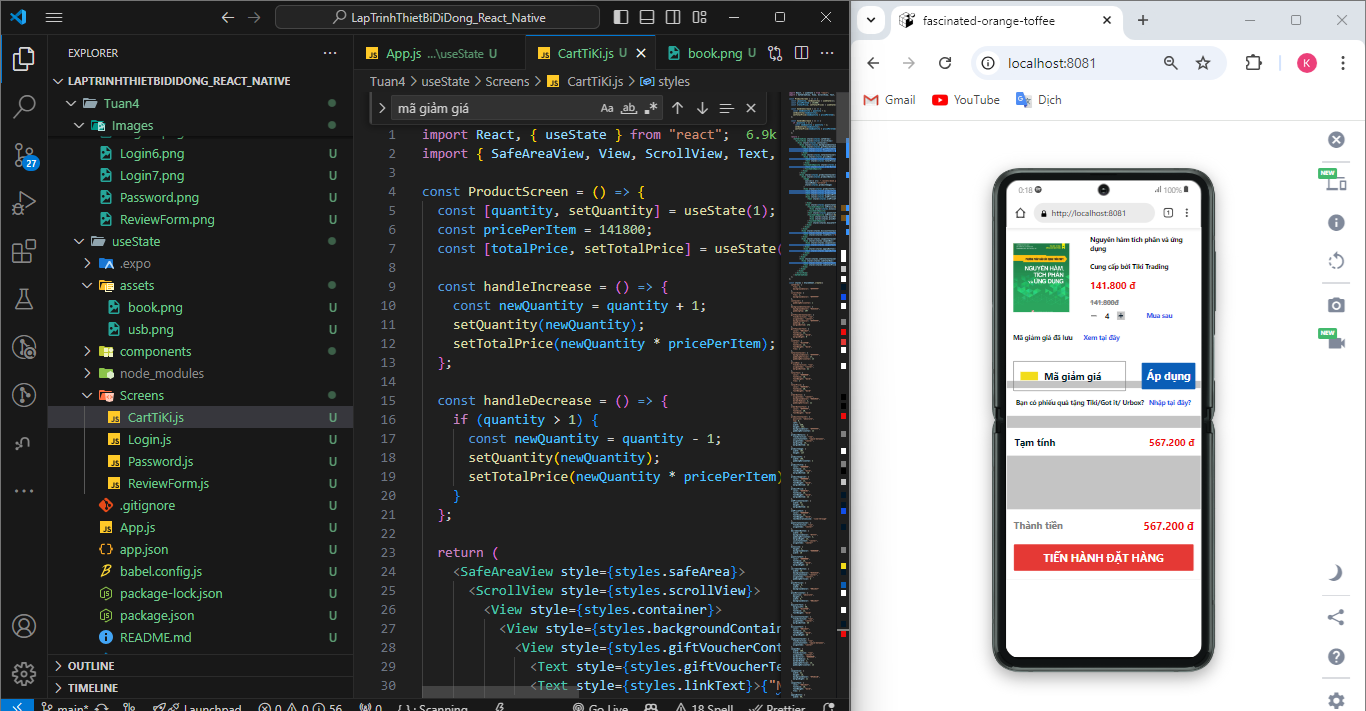 LapTrinhThietBiDiDong_React_Native
EXPLORER
LAPTRINHTHIETBIDIDONG_REACT_NATIVE
Tuan4
Images
Login6.png U
Login7.png U
Password.png U
ReviewForm.png U
useState
.expo
assets
book.png U
usb.png U
components
node_modules
Screens
CartTiKi.js U
Login.js U
Password.js U
ReviewForm.js U
.gitignore U
App.js U
app.json U
babel.config.js U
package-lock.json U
package.json U
README.md U
OUTLINE
TIMELINE
27
App.js ...\useState U
CartTiKi.js U
book.png U
Tuan4 > useState > Screens > CartTiKi.js > styles
mã giảm giá
Aa ab
1 import React, { useState } from "react"; 6.9k
2 import { SafeAreaView, View, ScrollView, Text,
3
4 const ProductScreen = () => {
5 const [quantity, setQuantity] = useState(1);
6 const pricePerItem = 141800;
7 const [totalPrice, setTotalPrice] = useState(
8
9 const handleIncrease = () => {
10 const newQuantity = quantity + 1;
11 setQuantity(newQuantity);
12 setTotalPrice(newQuantity * pricePerItem);
13 };
14
15 const handleDecrease = () => {
16 if (quantity > 1) {
17 const newQuantity = quantity - 1;
18 setQuantity(newQuantity);
19 setTotalPrice(newQuantity * pricePerItem)
20 }
21 };
22
23 return (
24 <SafeAreaView style={styles.safeArea}>
25 <ScrollView style={styles.scrollView}>
26 <View style={styles.container}>
27 <View style={styles.backgroundContain
28 <View style={styles.giftVoucherCont
29 <Text style={styles.giftVoucherTe
30 <Text style={styles.linkText}>{"N
main* Launchpad 0 0 56 0 {..}: Scanning.. Go Live 18 Spell Prettier
fascinated-orange-toffee
localhost:8081
K
Gmail YouTube Dịch
NEW
NEW
0:18 100%
http://localhost:8081 1
NGUYÊN HÀM,
TÍCH PHÂN
VÀ ỨNG DỤNG
Nguyên hàm tích phân và ứng
dụng
Cung cấp bởi Tiki Trading
141.800 đ
141.800đ
− 4 + Mua sau
Mã giảm giá đã lưu Xem tại đây
Mã giảm giá Áp dụng
Bạn có phiếu quà tặng Tiki/Got it/ Urbox? Nhập tại đây?
Tạm tính 567.200 đ
Thành tiền 567.200 đ
TIẾN HÀNH ĐẶT HÀNG